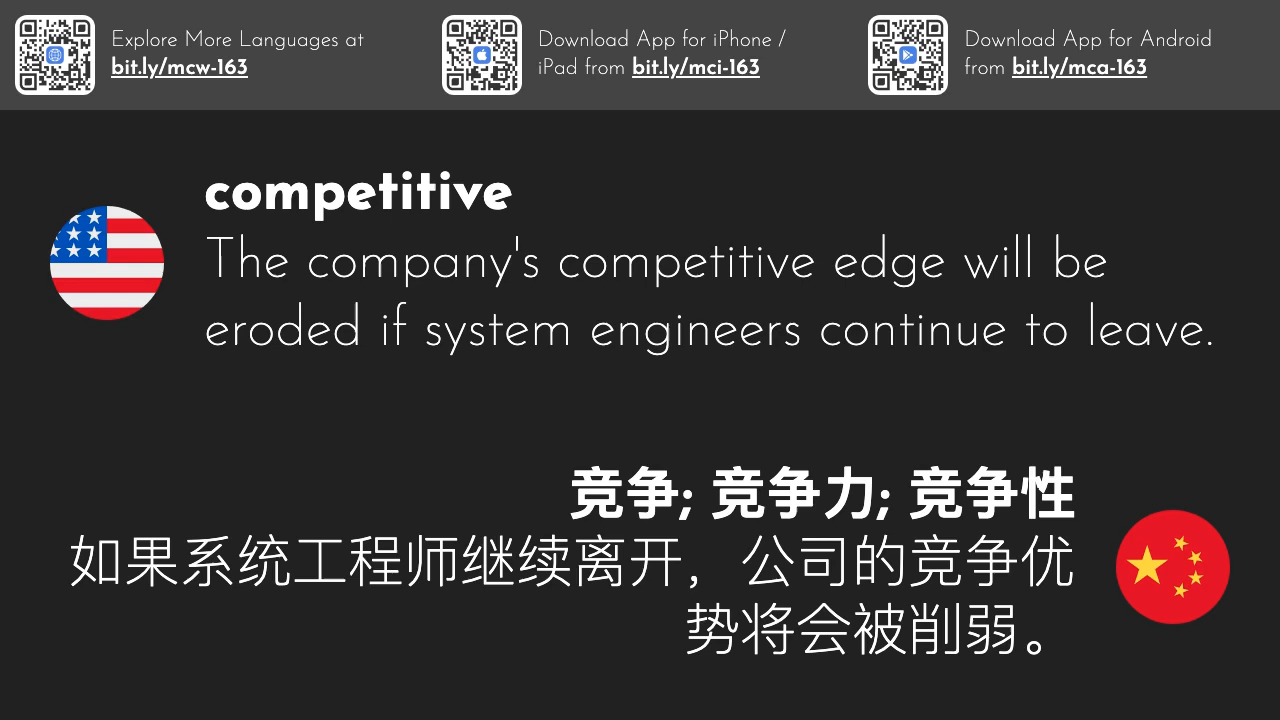 Explore More Languages at
bit.ly/mcw-163
Download App for iPhone /
iPad from bit.ly/mci-163
Download App for Android
from bit.ly/mca-163
competitive
The company's competitive edge will be
eroded if system engineers continue to leave.
竞争; 竞争力; 竞争性
如果系统工程师继续离开，公司的竞争优
势将会被削弱。